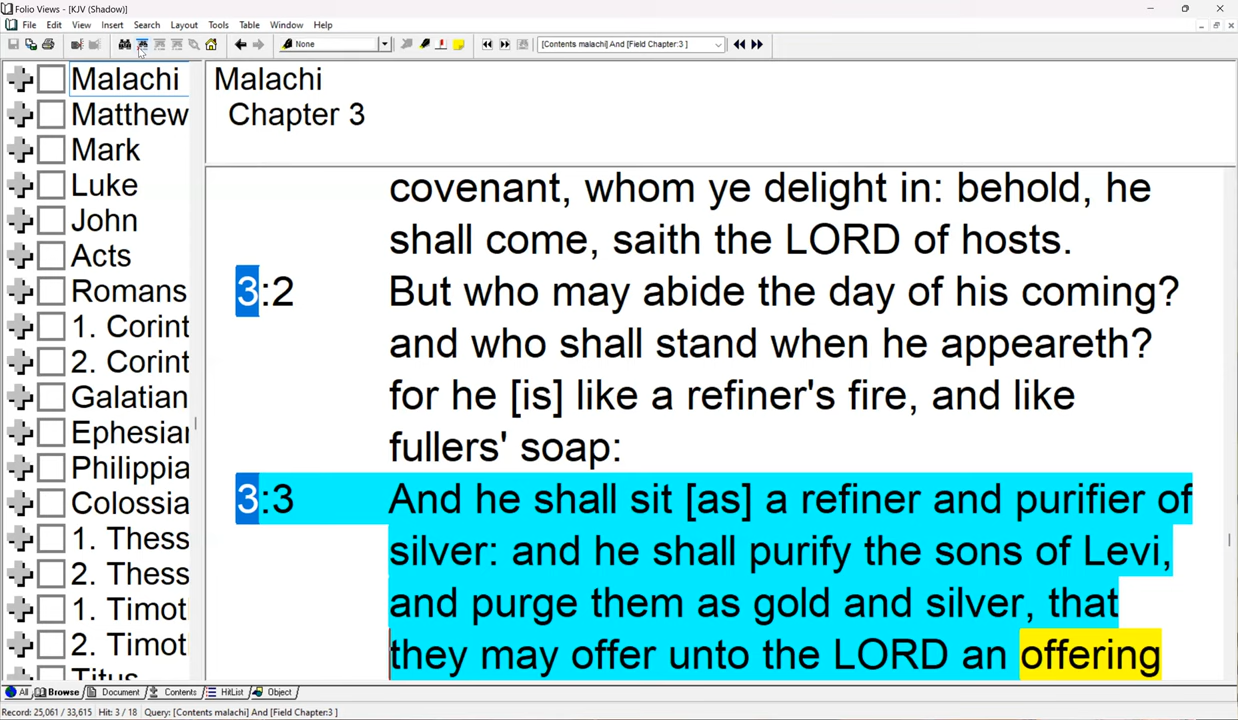 Folio Views - [KJV (Shadow)]
File Edit View Insert Search Layout Tools Table Window Help
None [Contents malachi] And [Field Chapter:3 ]
Malachi
Matthew
Mark
Luke
John
Acts
Romans
1. Corint
2. Corint
Galatian
Ephesiar
Philippia
Colossia
1. Thess
2. Thess
1. Timot
2. Timot
Titus
Malachi
Chapter 3
covenant, whom ye delight in: behold, he
shall come, saith the LORD of hosts.
3:2 But who may abide the day of his coming?
and who shall stand when he appeareth?
for he [is] like a refiner's fire, and like
fullers' soap:
3:3 And he shall sit [as] a refiner and purifier of
silver: and he shall purify the sons of Levi,
and purge them as gold and silver, that
they may offer unto the LORD an offering
All Browse Document Contents HitList Object
Record: 25,061 / 33,615 Hit: 3 / 18 Query: [Contents malachi] And [Field Chapter:3 ]